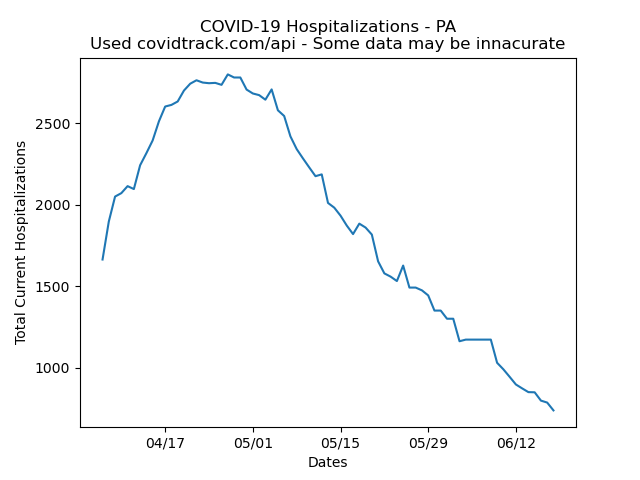 COVID-19 Hospitalizations - PA
Used covidtrack.com/api - Some data may be innacurate
Total Current Hospitalizations
2500
2000
1500
1000
04/17
05/01
05/15
05/29
06/12
Dates